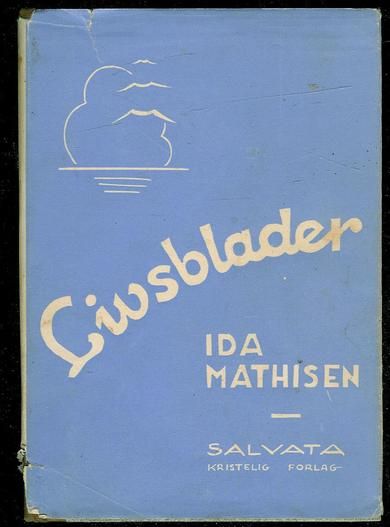 Livsblader
IDA
MATHISEN
SALVATA
KRISTELIG FORLAG